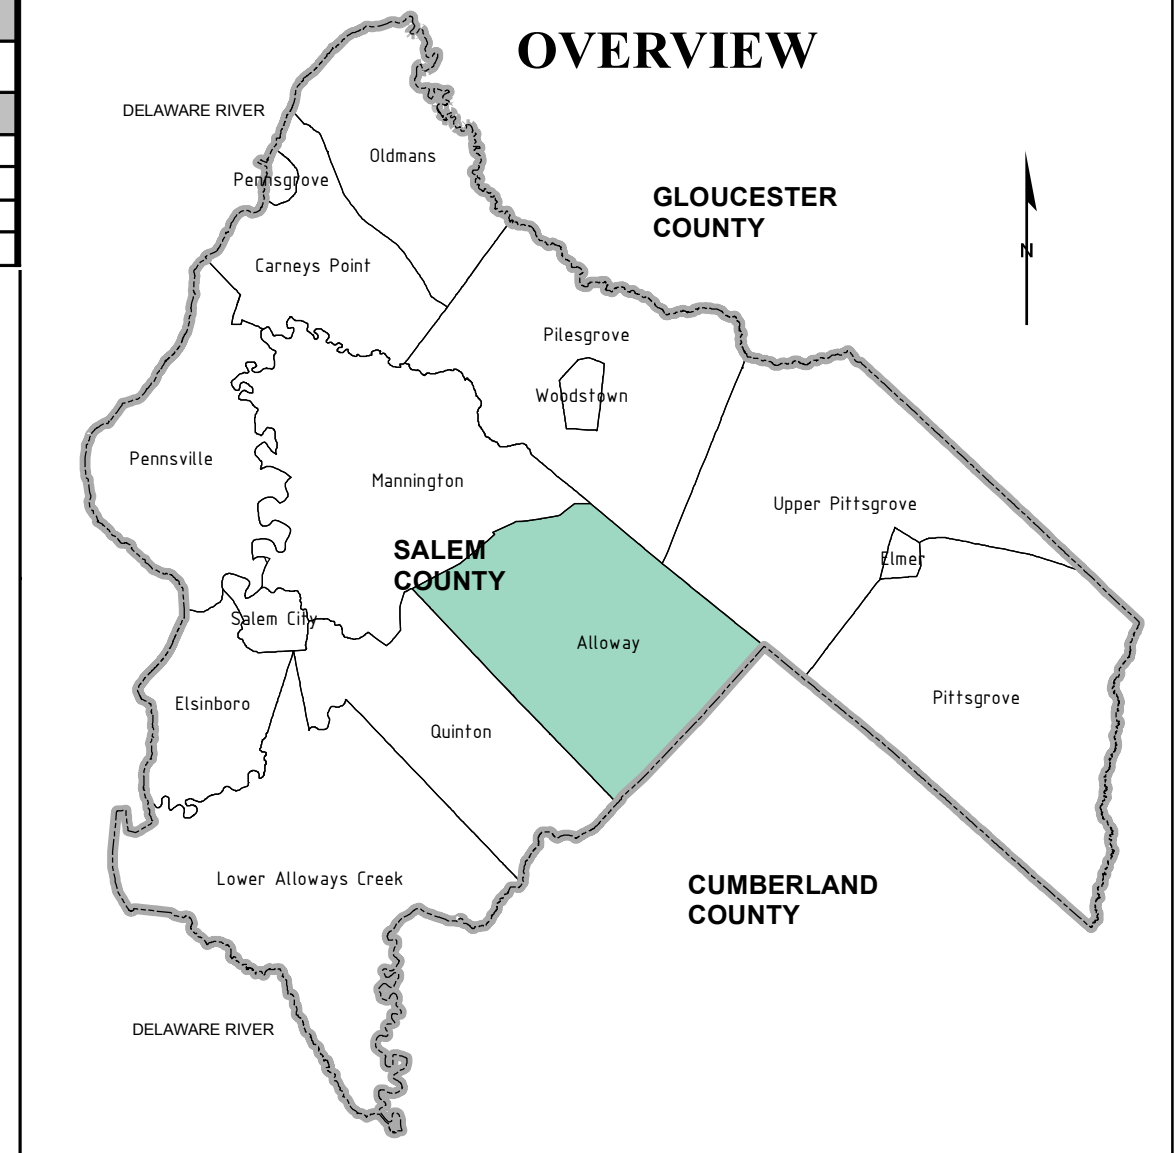 OVERVIEW
DELAWARE RIVER
Oldmans
Pennsgrove
GLOUCESTER
COUNTY
N
Carneys Point
Pilesgrove
Woodstown
Pennsville
Mannington
Upper Pittsgrove
SALEM
COUNTY
Elmer
Salem City
Alloway
Elsinboro
Pittsgrove
Quinton
Lower Alloways Creek
CUMBERLAND
COUNTY
DELAWARE RIVER